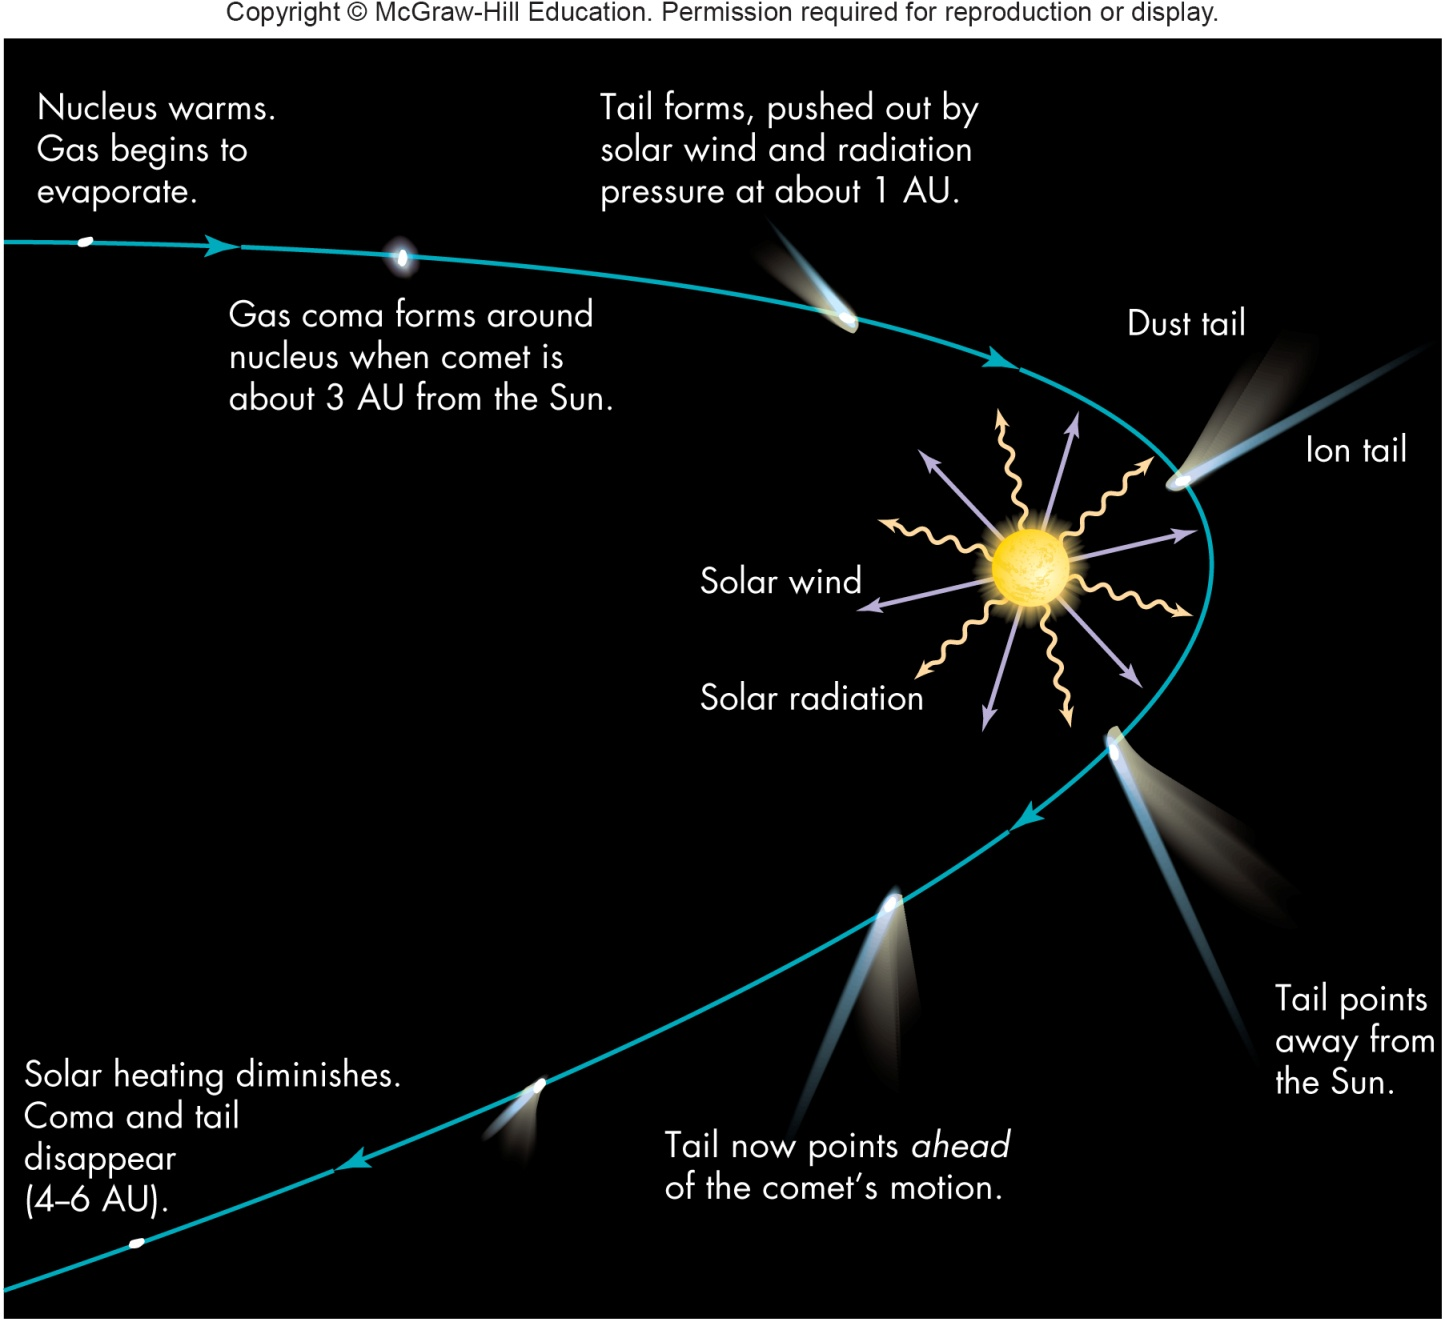 Copyright © McGraw-Hill Education. Permission required for reproduction or display.
Nucleus warms.
Gas begins to
evaporate.
Tail forms, pushed out by
solar wind and radiation
pressure at about 1 AU.
Gas coma forms around
nucleus when comet is
about 3 AU from the Sun.
Dust tail
Ion tail
Solar wind
Solar radiation
Tail points
away from
the Sun.
Solar heating diminishes.
Coma and tail
disappear
(4–6 AU).
Tail now points ahead
of the comet's motion.